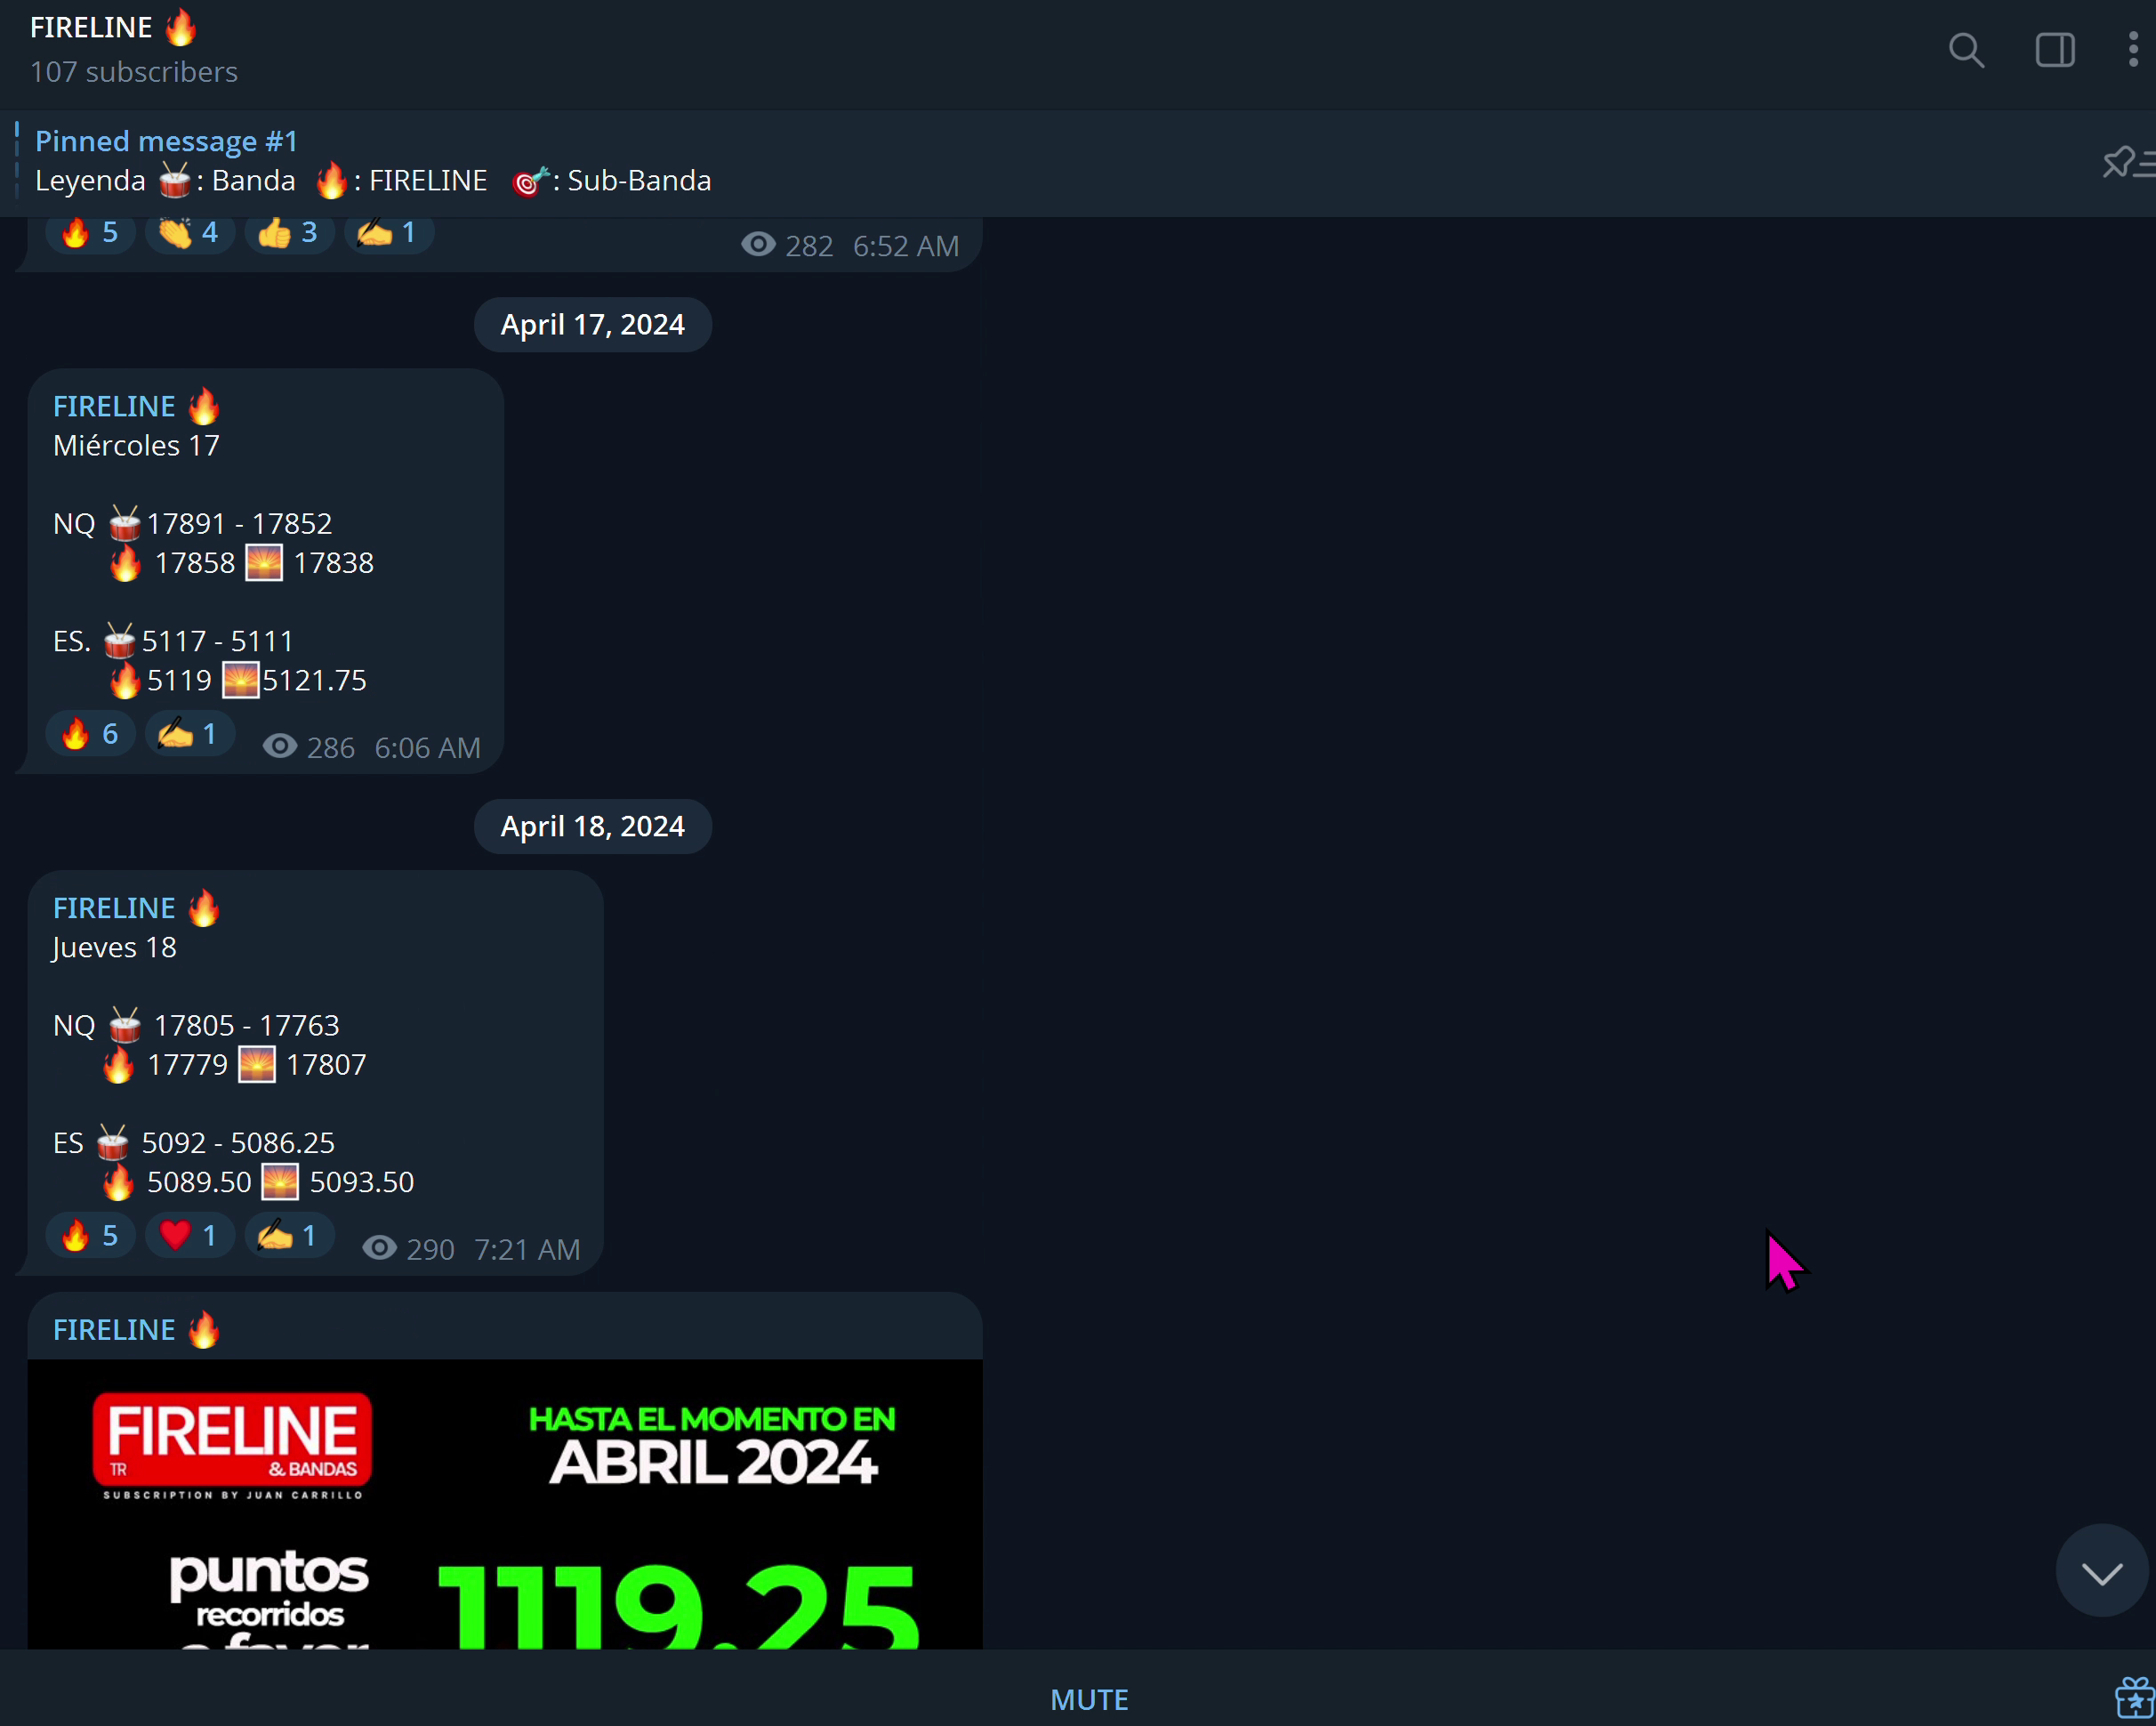 FIRELINE 🔥
107 subscribers
Pinned message #1
Leyenda 🥁: Banda 🔥: FIRELINE 🎯: Sub-Banda
🔥 5 👏 4 👍 3 ✍️ 1 282 6:52 AM
April 17, 2024
FIRELINE 🔥
Miércoles 17
NQ 🥁17891 - 17852
🔥 17858 🌅 17838
ES. 🥁5117 - 5111
🔥5119 🌅5121.75
🔥 6 ✍️ 1 286 6:06 AM
April 18, 2024
FIRELINE 🔥
Jueves 18
NQ 🥁 17805 - 17763
🔥 17779 🌅 17807
ES 🥁 5092 - 5086.25
🔥 5089.50 🌅 5093.50
🔥 5 ❤️ 1 ✍️ 1 290 7:21 AM
FIRELINE 🔥
FIRELINE
TR & BANDAS
SUBSCRIPTION BY JUAN CARRILLO
HASTA EL MOMENTO EN
ABRIL 2024
puntos
recorridos
a favor
1119.25
MUTE